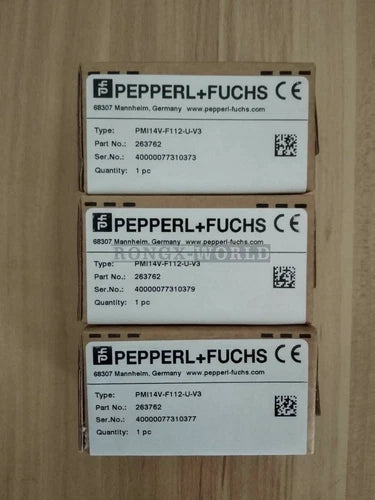 PEPPERL+FUCHS CE
68307 Mannheim, Germany www.pepperl-fuchs.com
Type: PMI14V-F112-U-V3
Part No.: 263762
Ser.No.: 40000077310373
Quantity: 1 pc
PEPPERL+FUCHS CE
68307 Mannheim, Germany www.pepperl-fuchs.com
RONGX-WORLD
Type: PMI14V-F112-U-V3
Part No.: 263762
Ser.No.: 40000077310379
Quantity: 1 pc
PEPPERL+FUCHS CE
68307 Mannheim, Germany www.pepperl-fuchs.com
Type: PMI14V-F112-U-V3
Part No.: 263762
Ser.No.: 40000077310377
Quantity: 1 pc